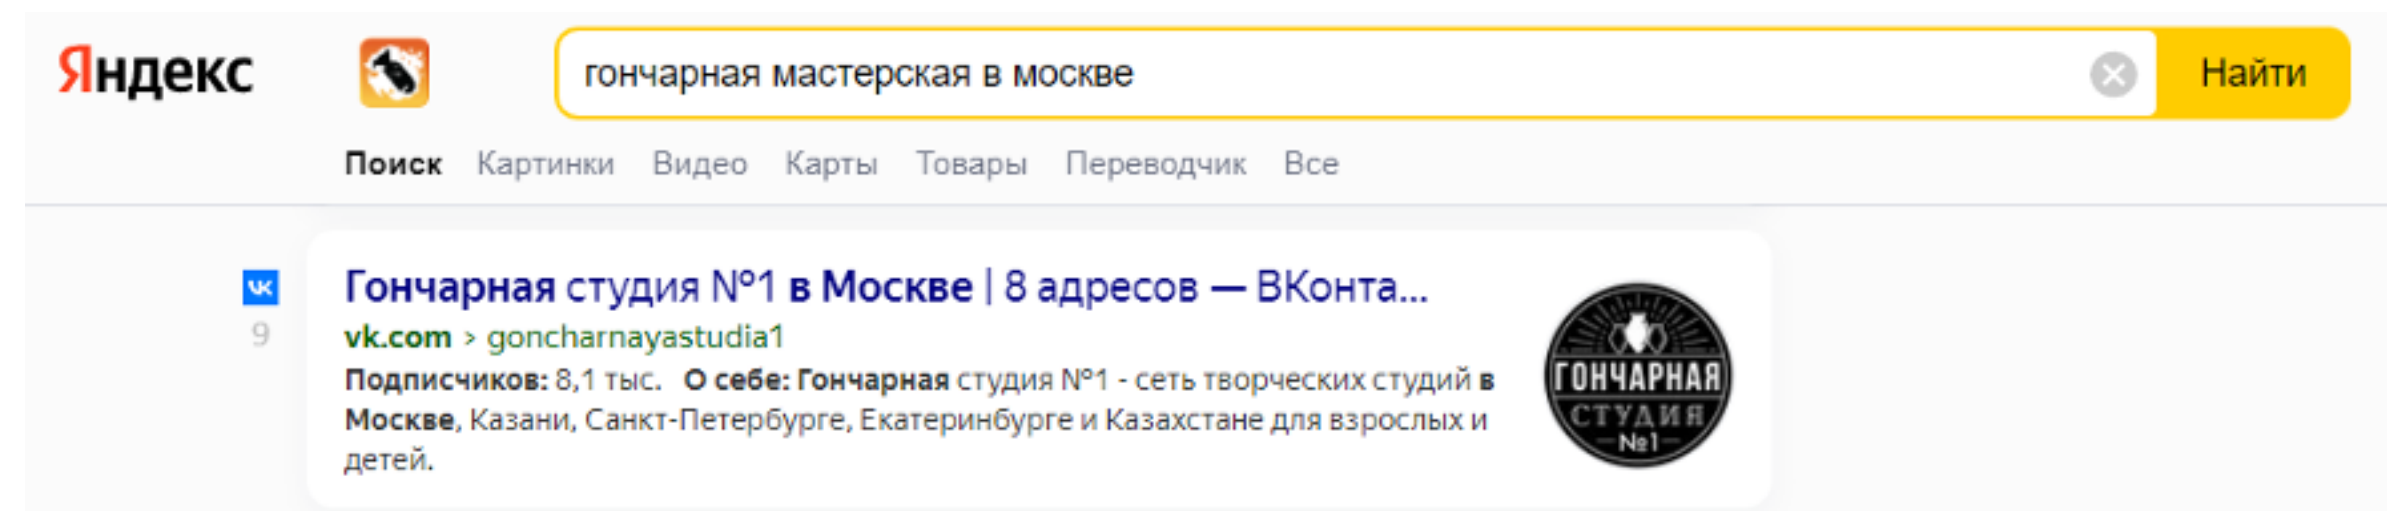 Яндекс
гончарная мастерская в москве
Найти
Поиск Картинки Видео Карты Товары Переводчик Все
Гончарная студия №1 в Москве | 8 адресов — ВКонта...
9
vk.com › goncharnayastudia1
Подписчиков: 8,1 тыс. О себе: Гончарная студия №1 - сеть творческих студий в
Москве, Казани, Санкт-Петербурге, Екатеринбурге и Казахстане для взрослых и
детей.
ГОНЧАРНАЯ
СТУДИЯ
№1